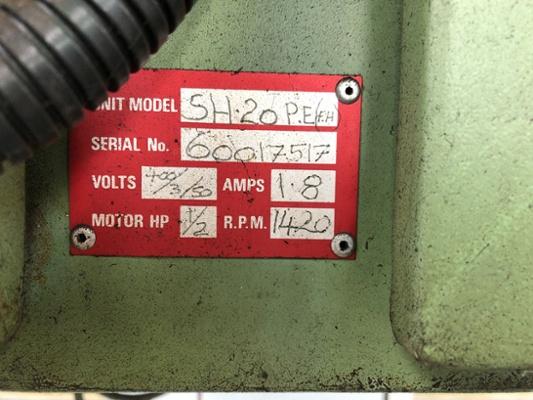 UNIT MODEL SH.20 P.E(EH)
SERIAL No. 60017517
VOLTS 400/3/50 AMPS 1.8
MOTOR HP 1/2 R.P.M. 1420